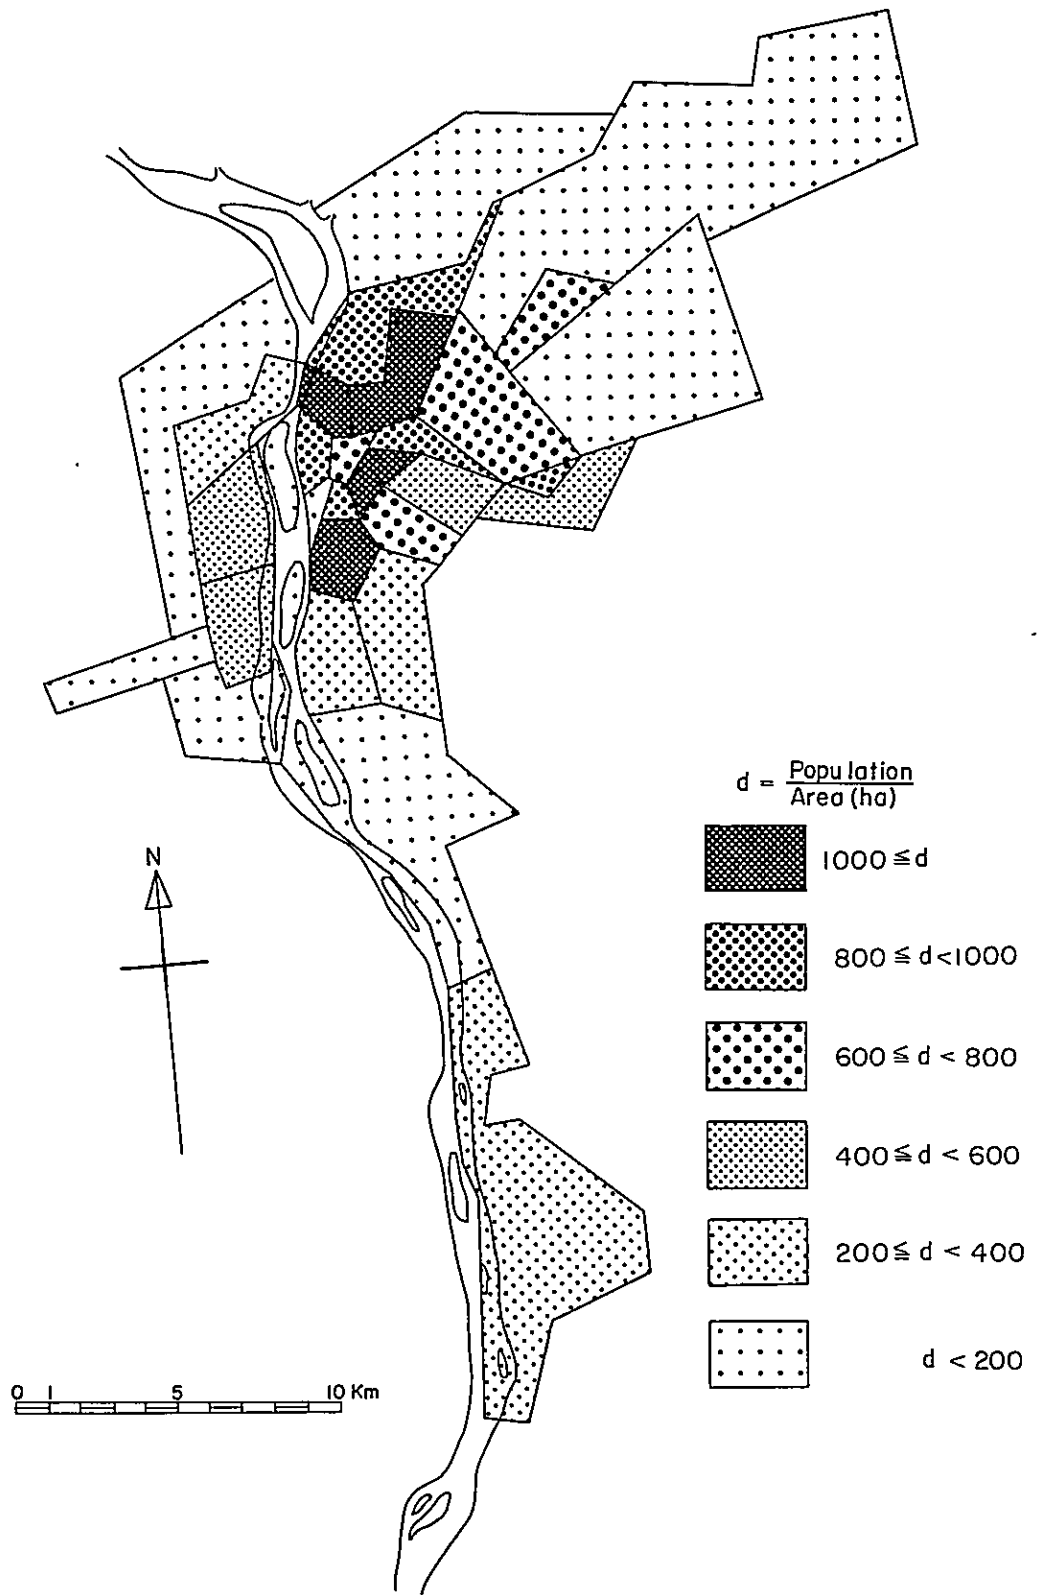 d = Population
Area (ha)
1000 ≦ d
N
800 ≦ d < 1000
600 ≦ d < 800
400 ≦ d < 600
200 ≦ d < 400
d < 200
0 1 5 10 Km